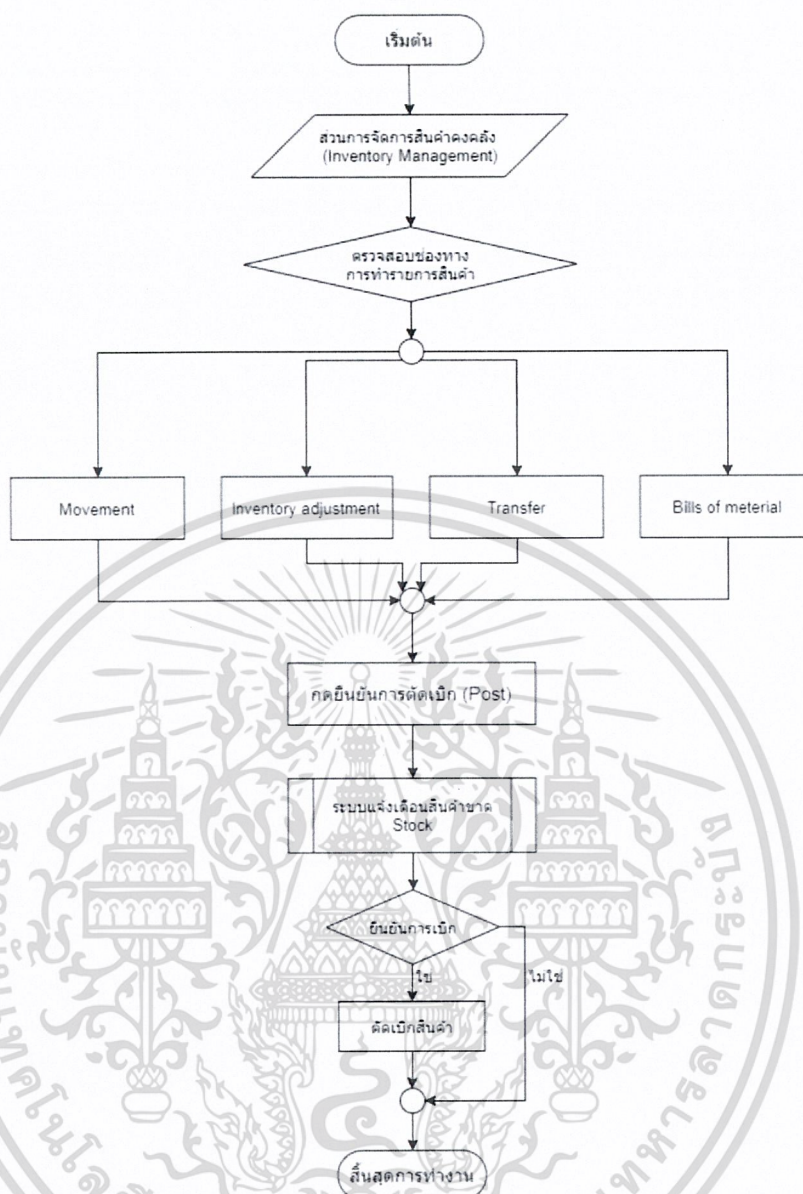 เริ่มต้น
ส่วนการจัดการสินค้าคงคลัง
(Inventory Management)
ตรวจสอบช่องทาง
การทำรายการสินค้า
Movement
Inventory adjustment
Transfer
Bills of meterial
กดยืนยันการตัดเบิก (Post)
ระบบแจ้งเตือนสินค้าขาด
Stock
ยืนยันการเบิก
ใช่
ไม่ใช่
ตัดเบิกสินค้า
สิ้นสุดการทำงาน